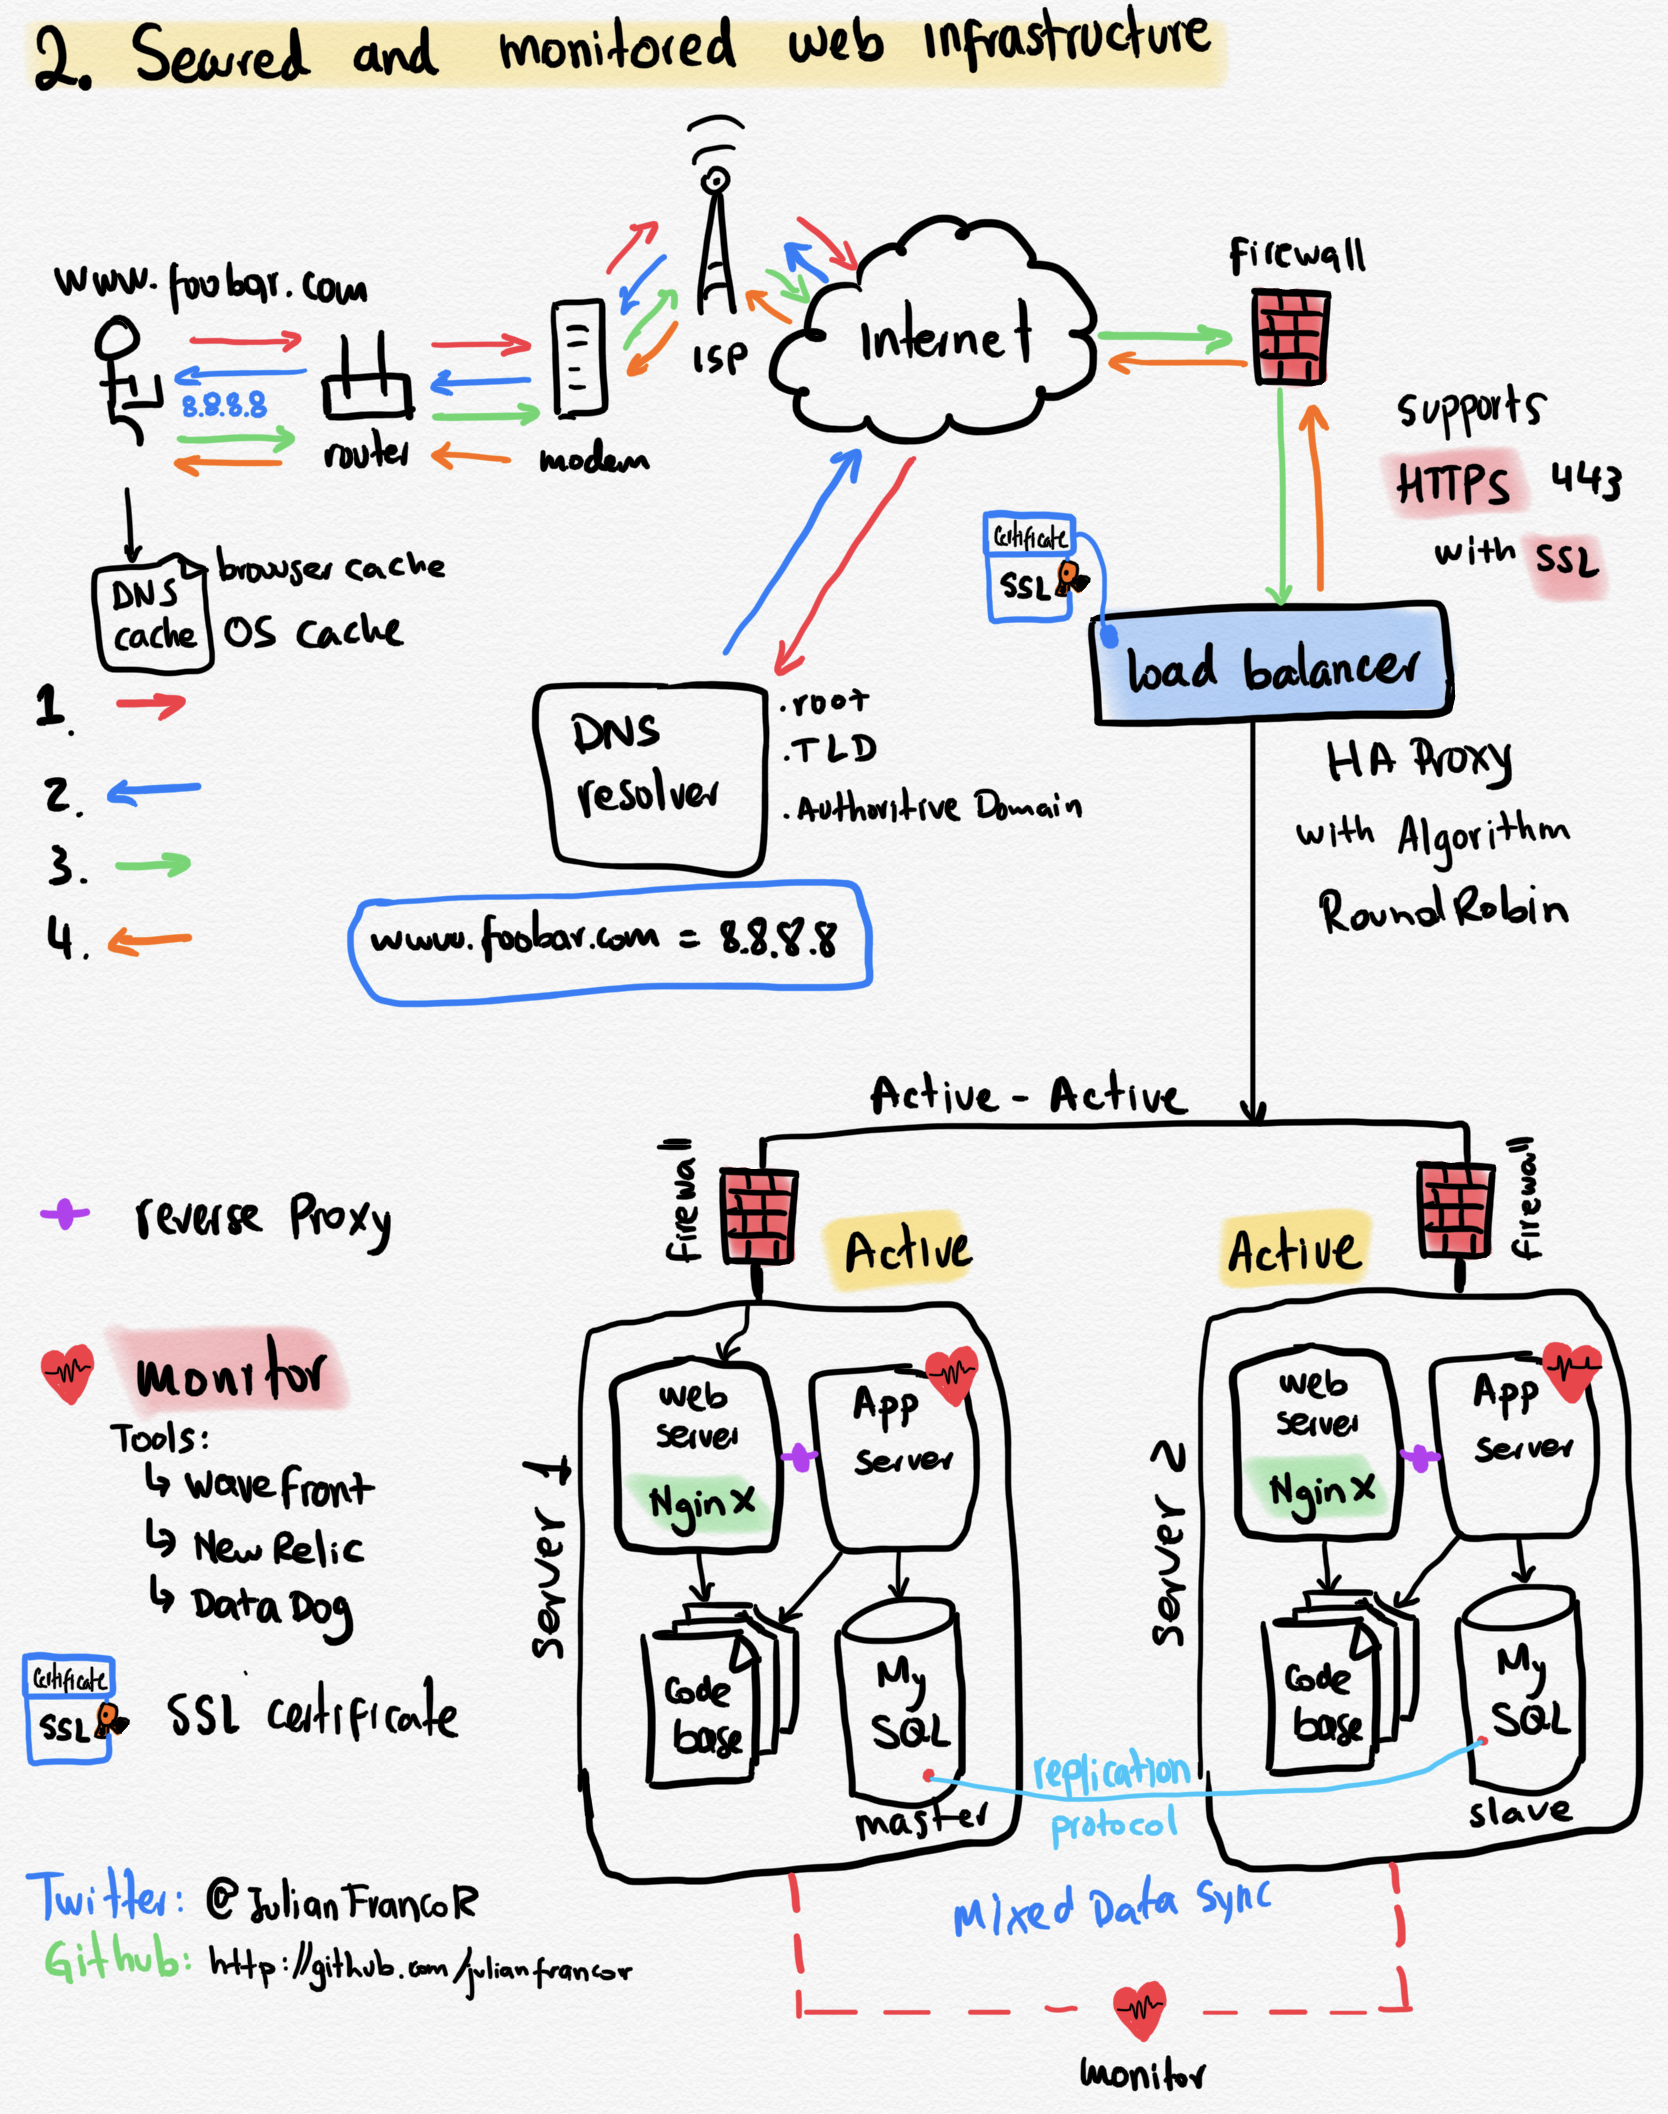 2. Secured and monitored web infrastructure
www.foobar.com
8.8.8.8
router
modem
ISP
Internet
firewall
supports
HTTPS 443
with SSL
Certificate
SSL
load balancer
HA Proxy
with Algorithm
Round Robin
DNS
cache
browser cache
OS cache
1.
2.
3.
4.
DNS
resolver
.root
.TLD
.Authoritive Domain
www.foobar.com = 8.8.8.8
Active - Active
firewall
Active
Active
firewall
reverse Proxy
monitor
Tools:
Wavefront
New Relic
Data Dog
Certificate
SSL
SSL certificate
Server 1
web
server
Nginx
App
server
Code
base
My
SQL
master
Server 2
web
server
Nginx
App
server
Code
base
My
SQL
slave
replication
protocol
Mixed Data Sync
monitor
Twitter: @JulianFrancoR
Github: http://github.com/julianfrancor